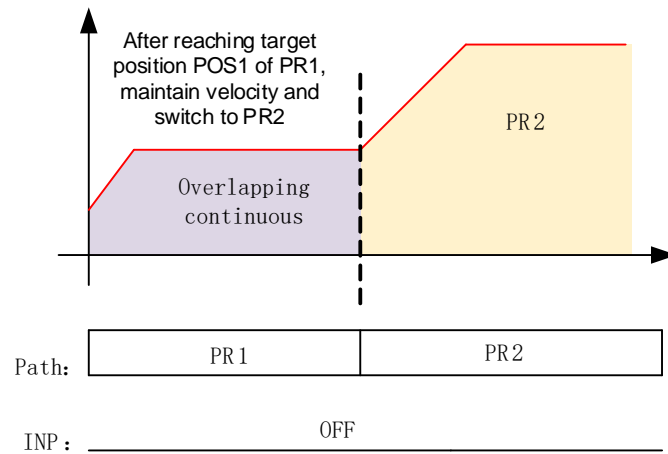 After reaching target
position POS1 of PR1,
maintain velocity and
switch to PR2
PR2
Overlapping
continuous
Path: PR1 PR2
INP: OFF